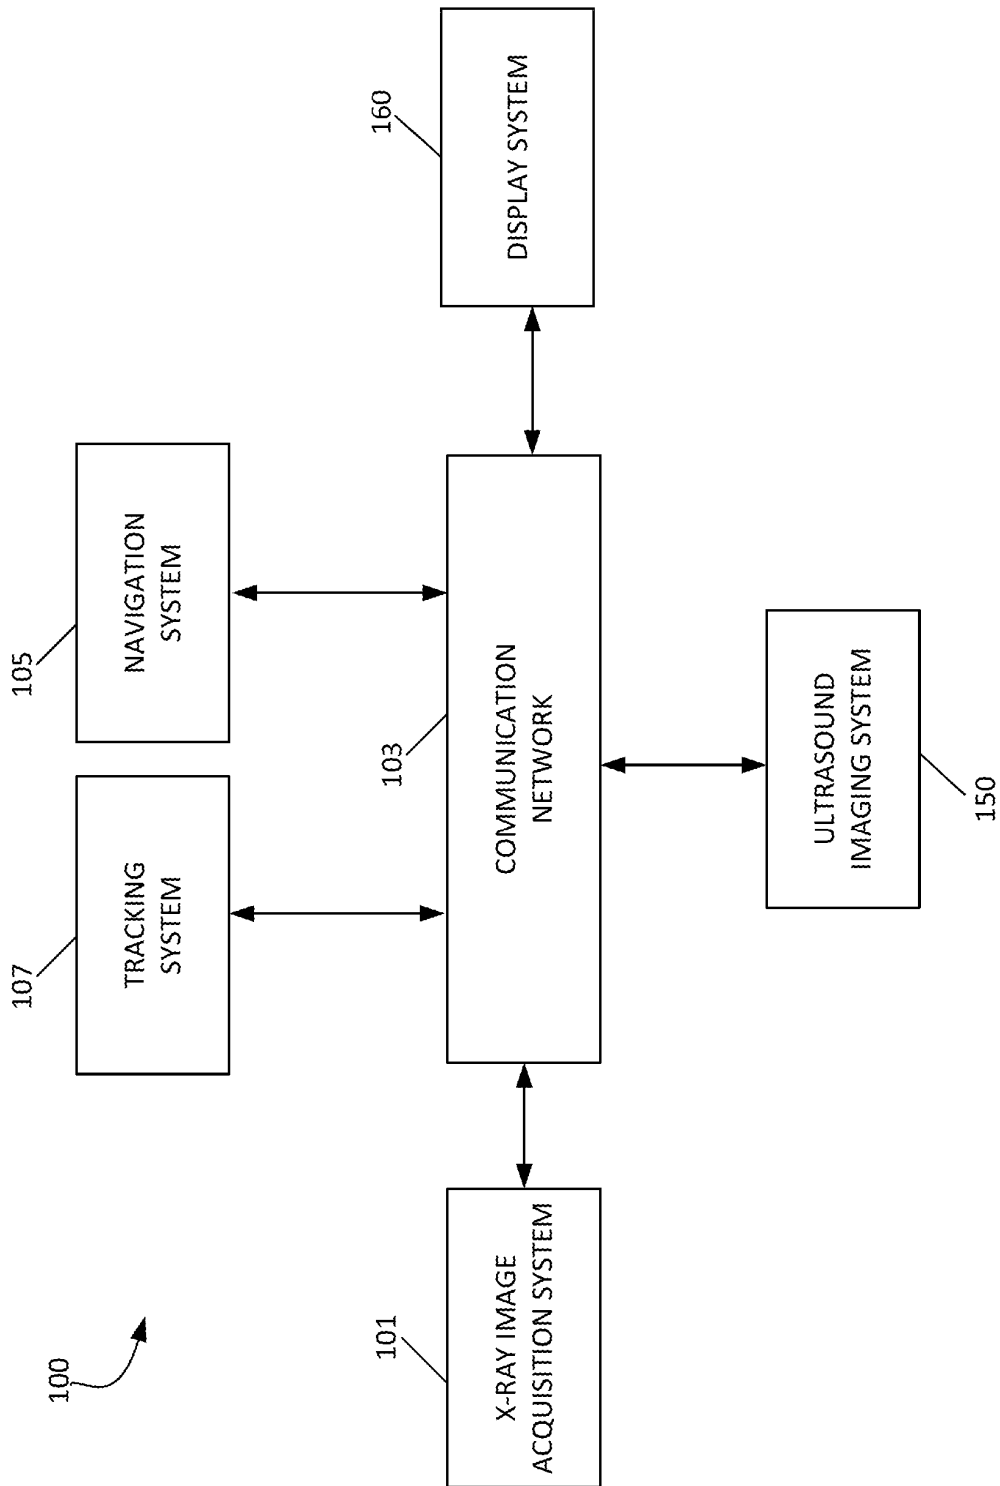 100
107
TRACKING
SYSTEM
105
NAVIGATION
SYSTEM
101
X-RAY IMAGE
ACQUISITION SYSTEM
103
COMMUNICATION
NETWORK
160
DISPLAY SYSTEM
ULTRASOUND
IMAGING SYSTEM
150